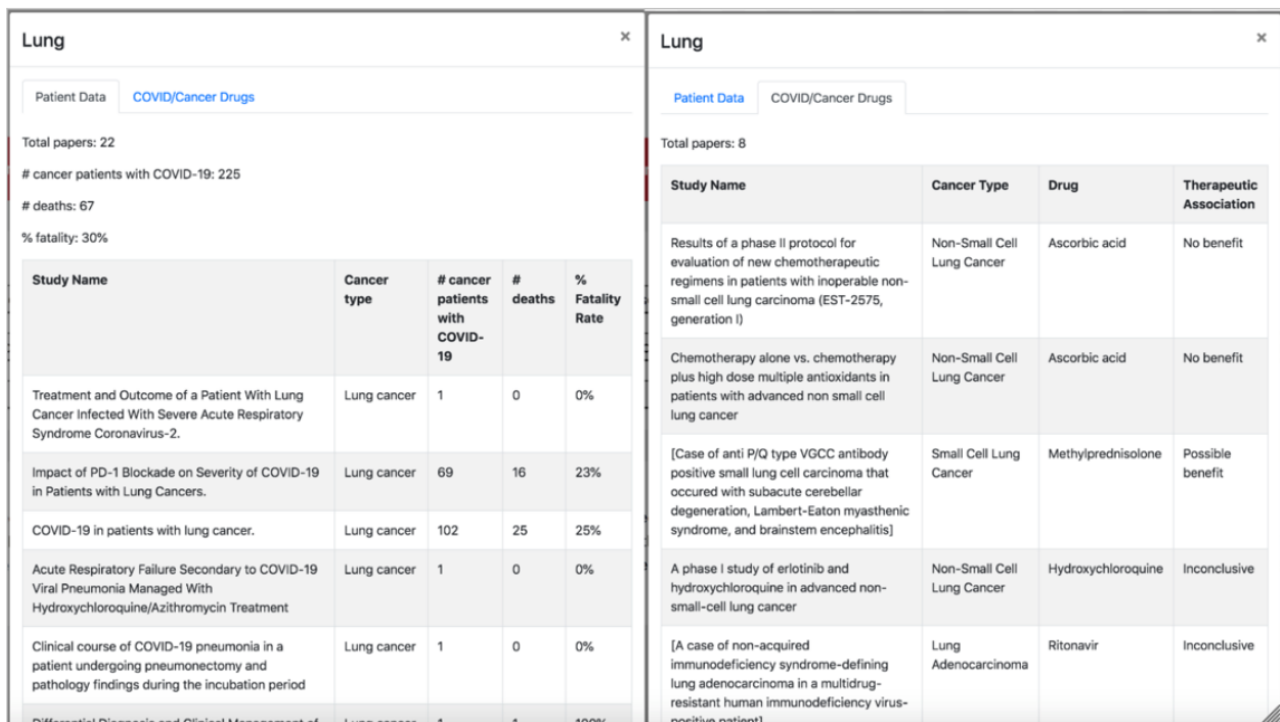 Lung ×
Patient Data COVID/Cancer Drugs
Total papers: 22
# cancer patients with COVID-19: 225
# deaths: 67
% fatality: 30%
Study Name Cancer # cancer # %
type patients deaths Fatality
with Rate
COVID-
19
Treatment and Outcome of a Patient With Lung Lung cancer 1 0 0%
Cancer Infected With Severe Acute Respiratory
Syndrome Coronavirus-2.
Impact of PD-1 Blockade on Severity of COVID-19 Lung cancer 69 16 23%
in Patients with Lung Cancers.
COVID-19 in patients with lung cancer. Lung cancer 102 25 25%
Acute Respiratory Failure Secondary to COVID-19 Lung cancer 1 0 0%
Viral Pneumonia Managed With
Hydroxychloroquine/Azithromycin Treatment
Clinical course of COVID-19 pneumonia in a Lung cancer 1 0 0%
patient undergoing pneumonectomy and
pathology findings during the incubation period
Differential Diagnosis and Clinical Management of Lung cancer 1 1 100%
Lung ×
Patient Data COVID/Cancer Drugs
Total papers: 8
Study Name Cancer Type Drug Therapeutic
Association
Results of a phase II protocol for Non-Small Cell Ascorbic acid No benefit
evaluation of new chemotherapeutic Lung Cancer
regimens in patients with inoperable non-
small cell lung carcinoma (EST-2575,
generation I)
Chemotherapy alone vs. chemotherapy Non-Small Cell Ascorbic acid No benefit
plus high dose multiple antioxidants in Lung Cancer
patients with advanced non small cell
lung cancer
[Case of anti P/Q type VGCC antibody Small Cell Lung Methylprednisolone Possible
positive small lung cell carcinoma that Cancer benefit
occured with subacute cerebellar
degeneration, Lambert-Eaton myasthenic
syndrome, and brainstem encephalitis]
A phase I study of erlotinib and Non-Small Cell Hydroxychloroquine Inconclusive
hydroxychloroquine in advanced non- Lung Cancer
small-cell lung cancer
[A case of non-acquired Lung Ritonavir Inconclusive
immunodeficiency syndrome-defining Adenocarcinoma
lung adenocarcinoma in a multidrug-
resistant human immunodeficiency virus-
positive patient]